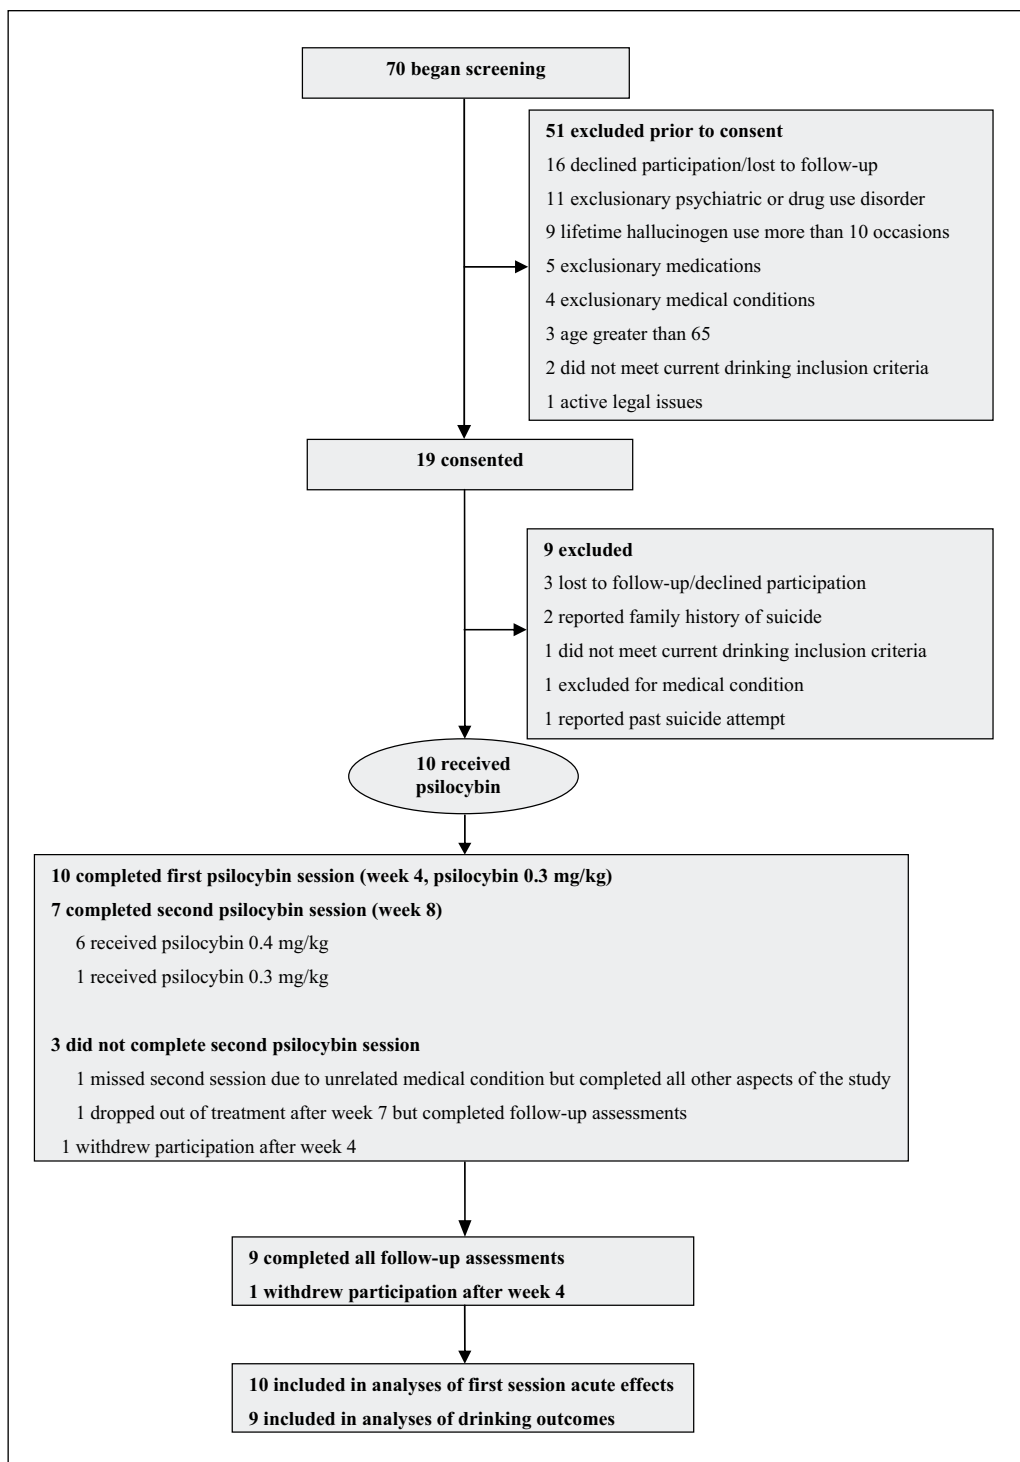 70 began screening
51 excluded prior to consent
16 declined participation/lost to follow-up
11 exclusionary psychiatric or drug use disorder
9 lifetime hallucinogen use more than 10 occasions
5 exclusionary medications
4 exclusionary medical conditions
3 age greater than 65
2 did not meet current drinking inclusion criteria
1 active legal issues
19 consented
9 excluded
3 lost to follow-up/declined participation
2 reported family history of suicide
1 did not meet current drinking inclusion criteria
1 excluded for medical condition
1 reported past suicide attempt
10 received
psilocybin
10 completed first psilocybin session (week 4, psilocybin 0.3 mg/kg)
7 completed second psilocybin session (week 8)
6 received psilocybin 0.4 mg/kg
1 received psilocybin 0.3 mg/kg
3 did not complete second psilocybin session
1 missed second session due to unrelated medical condition but completed all other aspects of the study
1 dropped out of treatment after week 7 but completed follow-up assessments
1 withdrew participation after week 4
9 completed all follow-up assessments
1 withdrew participation after week 4
10 included in analyses of first session acute effects
9 included in analyses of drinking outcomes